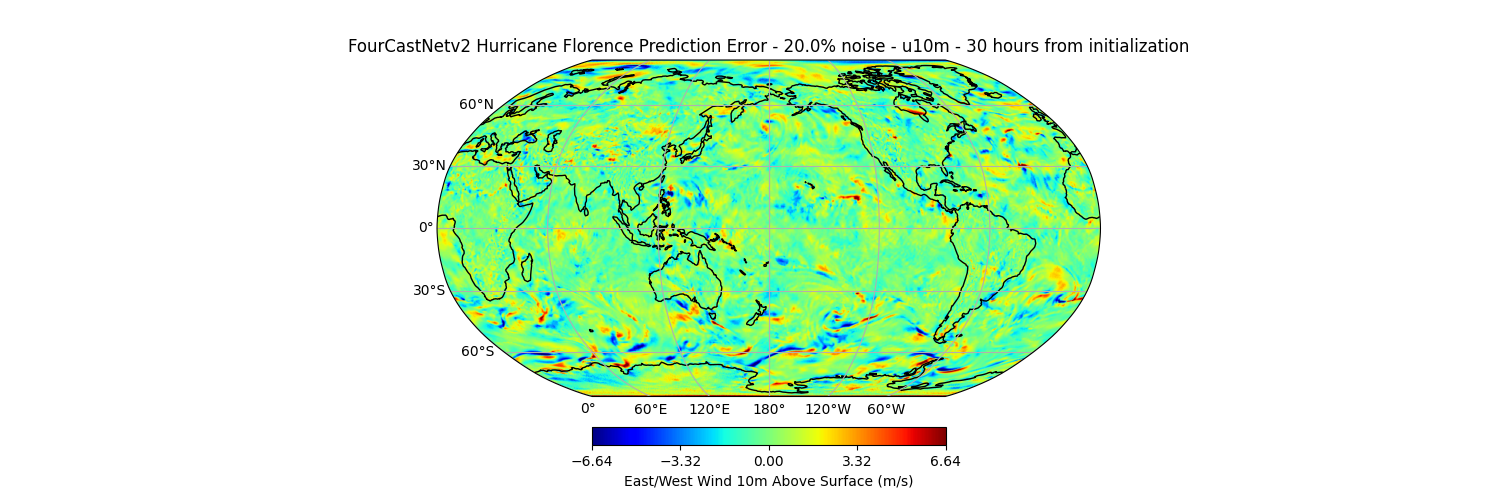 FourCastNetv2 Hurricane Florence Prediction Error - 20.0% noise - u10m - 30 hours from initialization
60°N
30°N
0°
30°S
60°S
0° 60°E 120°E 180° 120°W 60°W
−6.64 −3.32 0.00 3.32 6.64
East/West Wind 10m Above Surface (m/s)